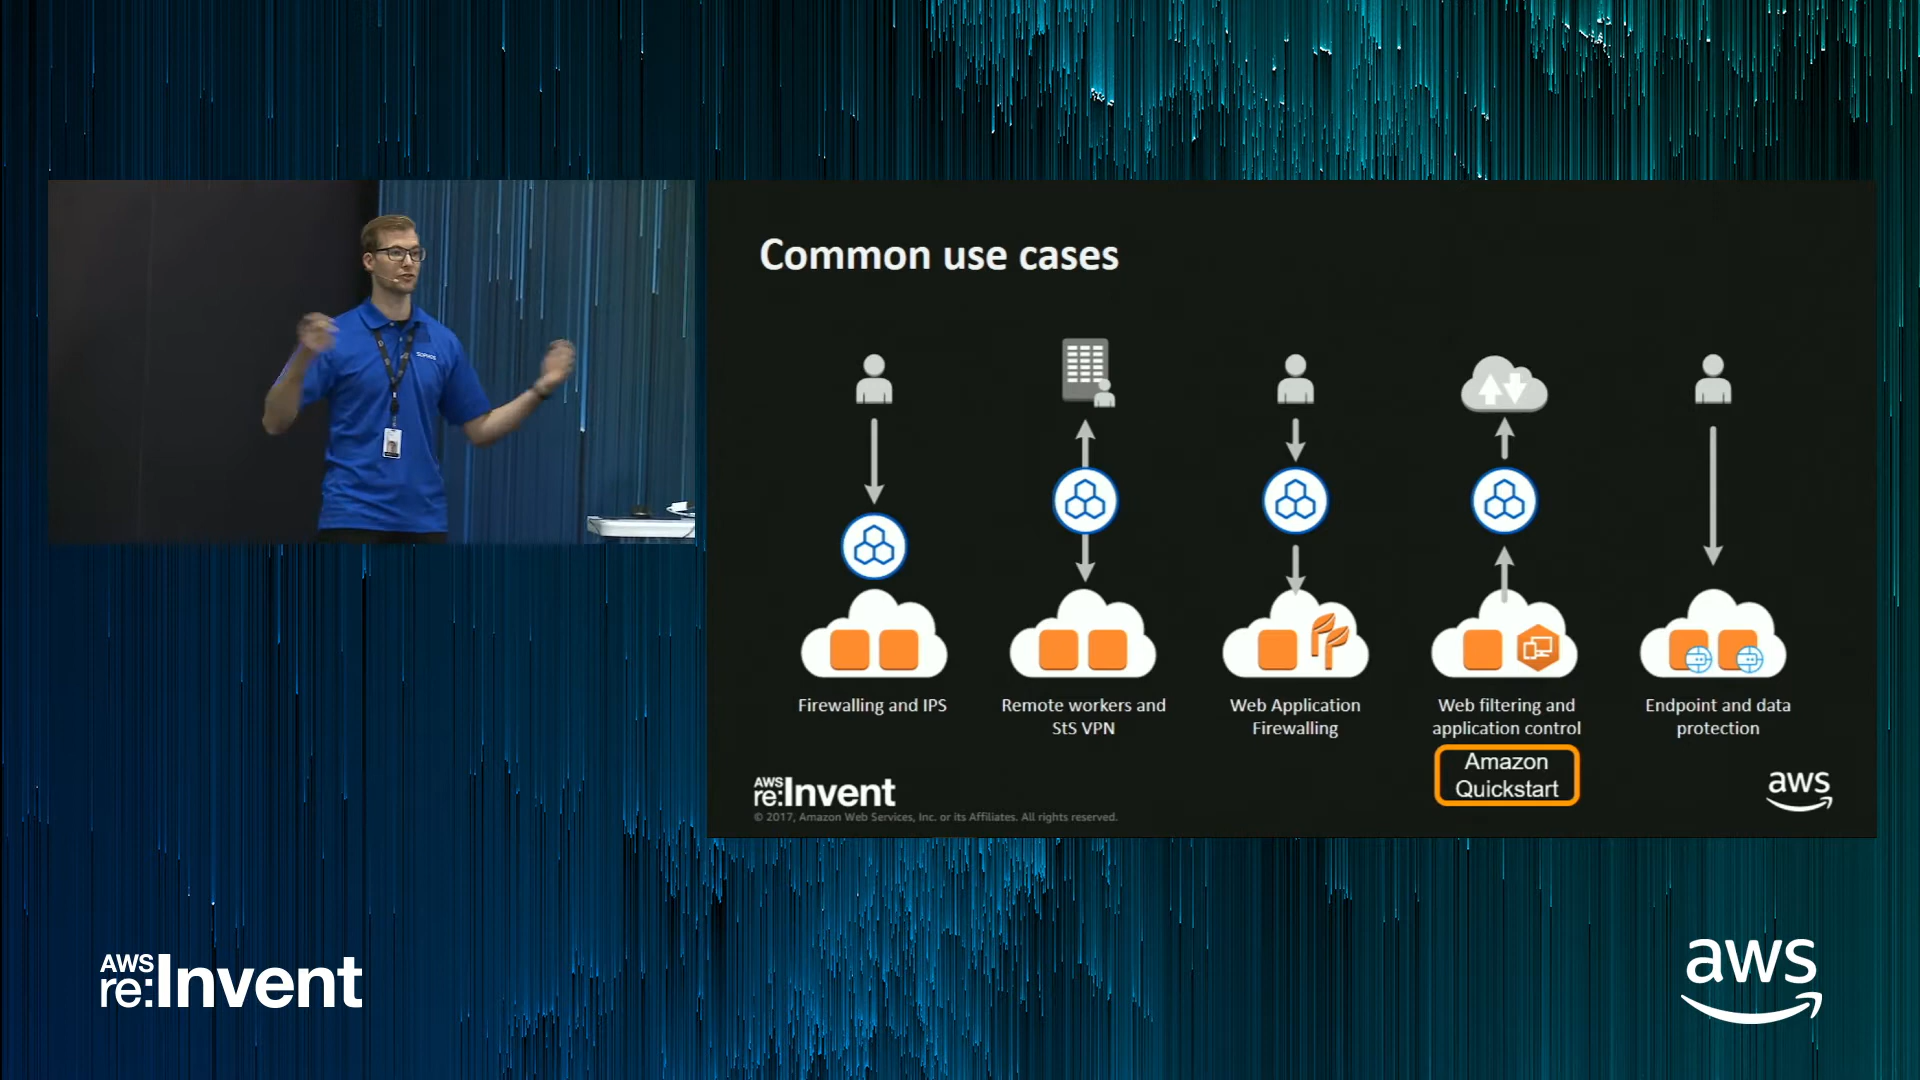 SOPHOS
Common use cases
Firewalling and IPS
Remote workers and
StS VPN
Web Application
Firewalling
Web filtering and
application control
Endpoint and data
protection
Amazon
Quickstart
AWS
re:Invent
© 2017, Amazon Web Services, Inc. or its Affiliates. All rights reserved.
aws
AWS
re:Invent
aws